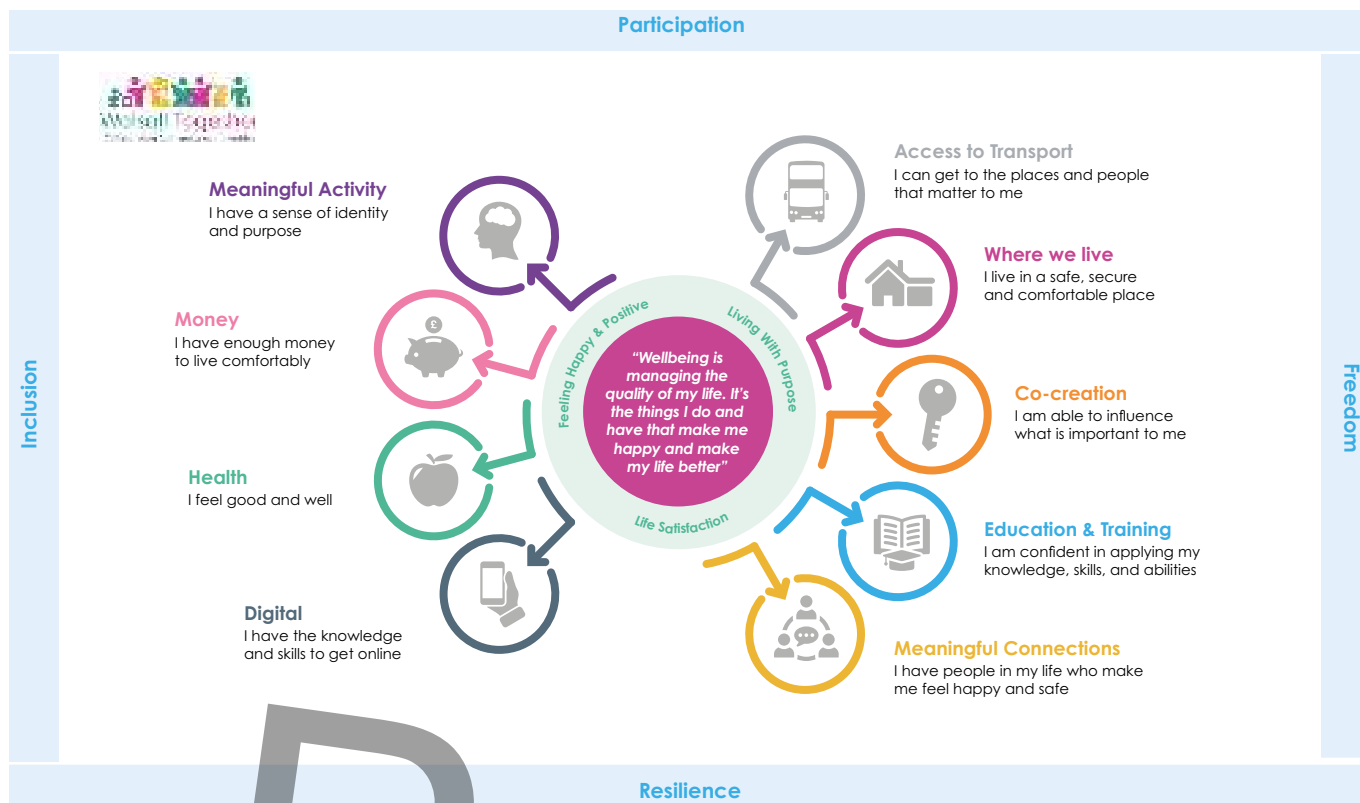 Participation
Walsall Together
Inclusion
Freedom
Meaningful Activity
I have a sense of identity
and purpose
Money
I have enough money
to live comfortably
£
Health
I feel good and well
Digital
I have the knowledge
and skills to get online
Feeling Happy & Positive
Living With Purpose
Life Satisfaction
“Wellbeing is
managing the
quality of my life. It’s
the things I do and
have that make me
happy and make
my life better”
Access to Transport
I can get to the places and people
that matter to me
Where we live
I live in a safe, secure
and comfortable place
Co-creation
I am able to influence
what is important to me
Education & Training
I am confident in applying my
knowledge, skills, and abilities
Meaningful Connections
I have people in my life who make
me feel happy and safe
Resilience